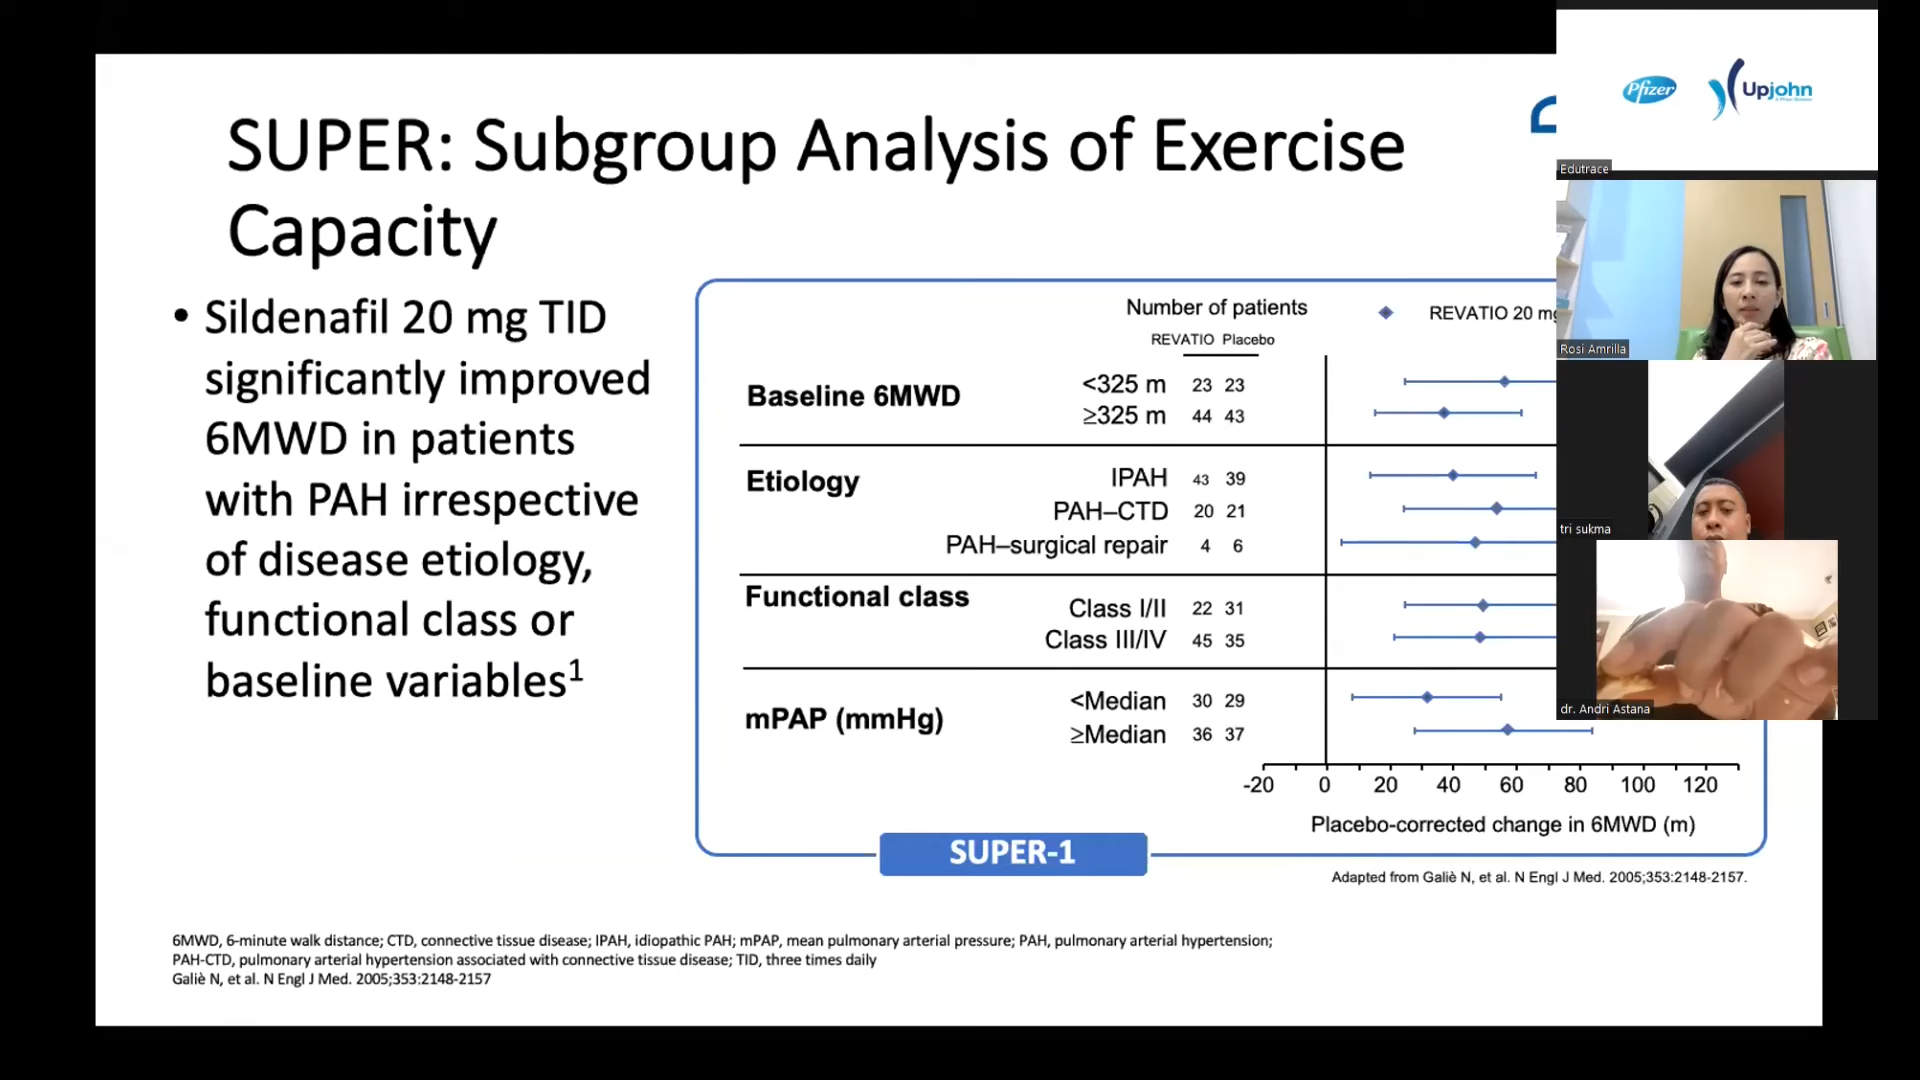 SUPER: Subgroup Analysis of Exercise
Capacity
• Sildenafil 20 mg TID
significantly improved
6MWD in patients
with PAH irrespective
of disease etiology,
functional class or
baseline variables¹
Number of patients
REVATIO Placebo
REVATIO 20 mg
Baseline 6MWD
<325 m 23 23
≥325 m 44 43
Etiology
IPAH 43 39
PAH–CTD 20 21
PAH–surgical repair 4 6
Functional class
Class I/II 22 31
Class III/IV 45 35
mPAP (mmHg)
<Median 30 29
≥Median 36 37
-20 0 20 40 60 80 100 120
Placebo-corrected change in 6MWD (m)
SUPER-1
Adapted from Galiè N, et al. N Engl J Med. 2005;353:2148-2157.
6MWD, 6-minute walk distance; CTD, connective tissue disease; IPAH, idiopathic PAH; mPAP, mean pulmonary arterial pressure; PAH, pulmonary arterial hypertension;
PAH-CTD, pulmonary arterial hypertension associated with connective tissue disease; TID, three times daily
Galiè N, et al. N Engl J Med. 2005;353:2148-2157
Pfizer
Upjohn
Edutrace
Rosi Amrilla
tri sukma
dr. Andri Astana